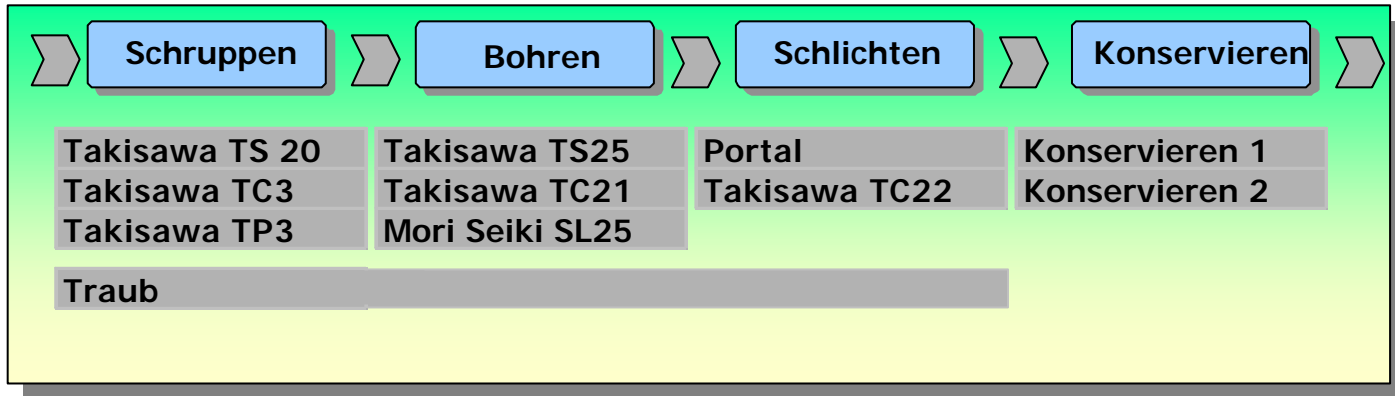 Schruppen
Bohren
Schlichten
Konservieren
Takisawa TS 20
Takisawa TS25
Portal
Konservieren 1
Takisawa TC3
Takisawa TC21
Takisawa TC22
Konservieren 2
Takisawa TP3
Mori Seiki SL25
Traub